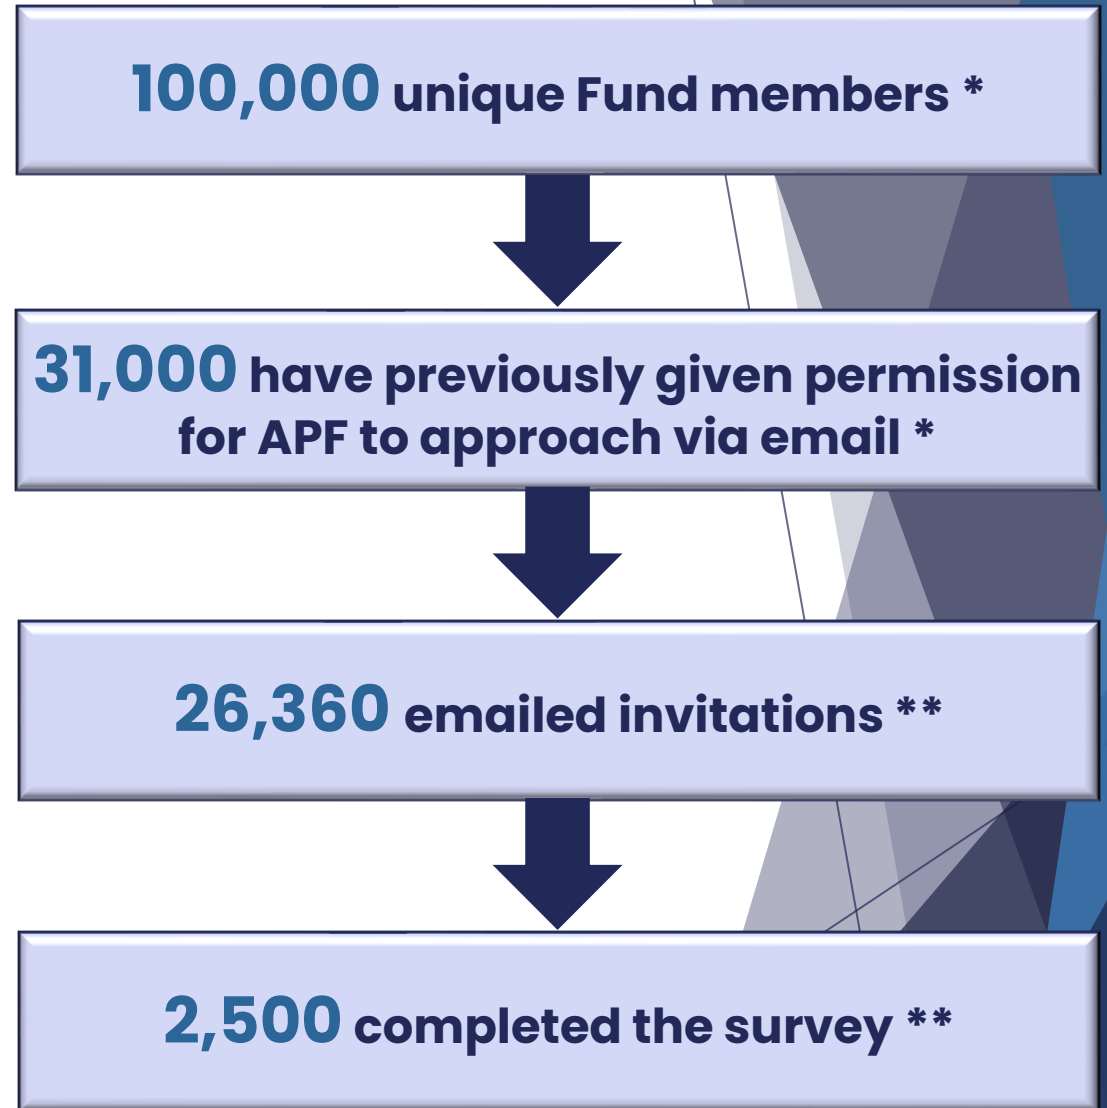 100,000 unique Fund members *
31,000 have previously given permission
for APF to approach via email *
26,360 emailed invitations **
2,500 completed the survey **